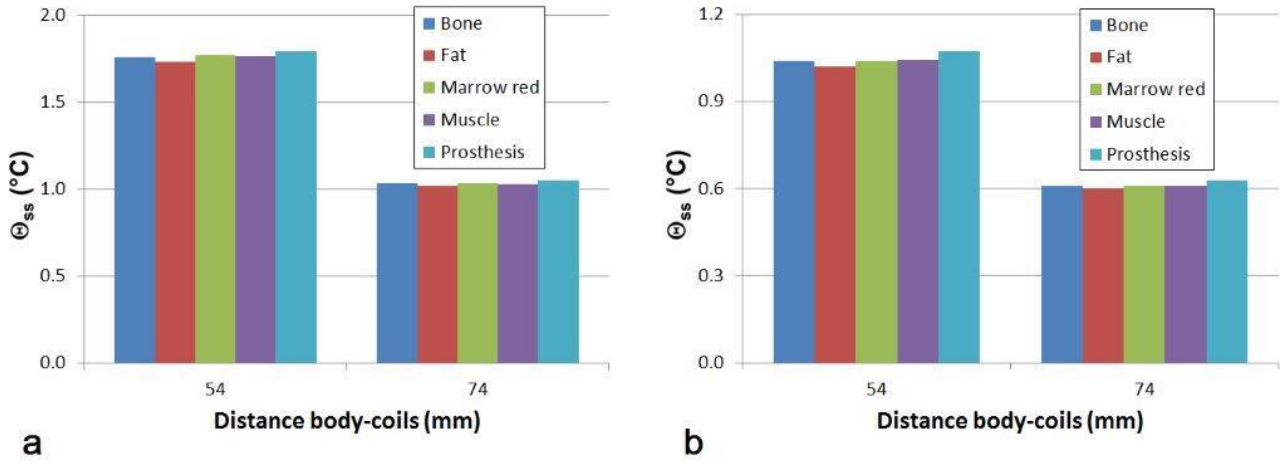 2.0
1.5
1.0
0.5
0.0
Θss (°C)
Bone
Fat
Marrow red
Muscle
Prosthesis
54
74
Distance body-coils (mm)
a
1.2
0.9
0.6
0.3
0.0
Θss (°C)
Bone
Fat
Marrow red
Muscle
Prosthesis
54
74
Distance body-coils (mm)
b